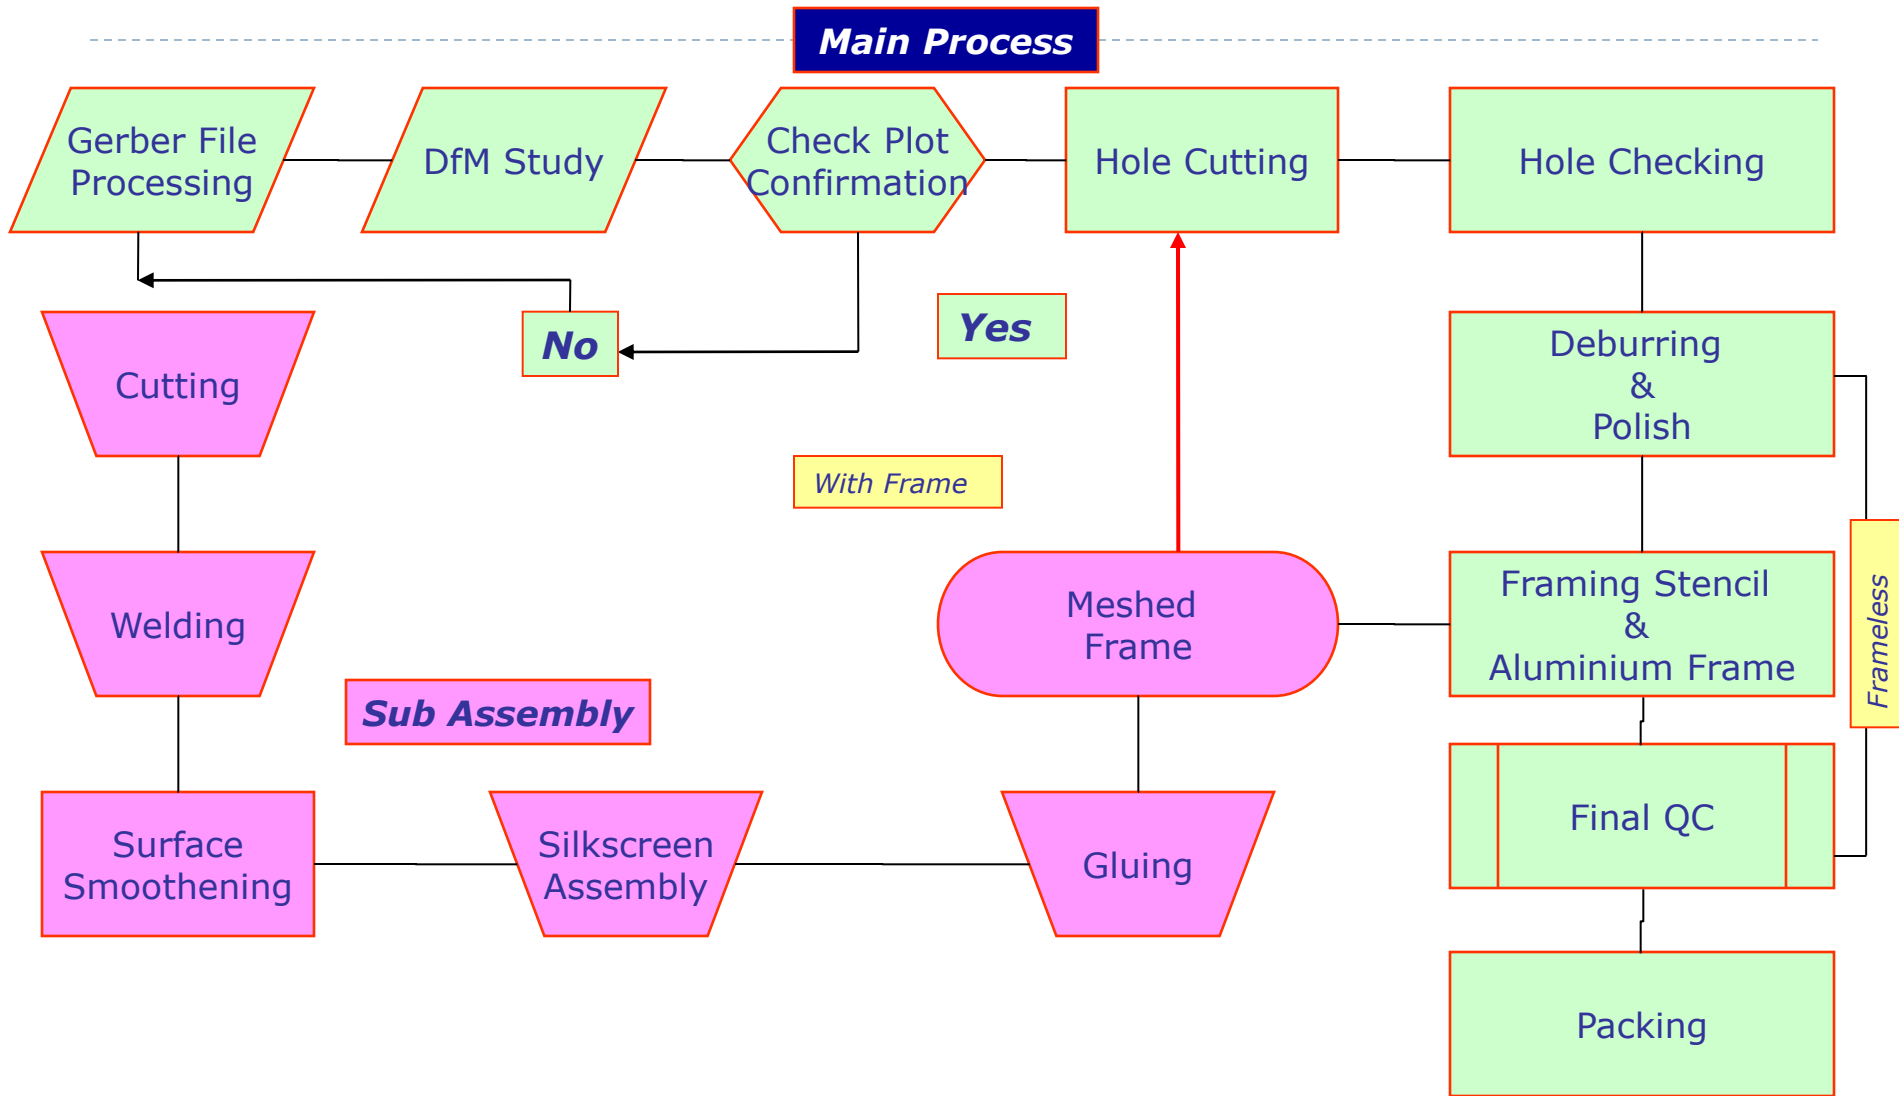 Main Process
Gerber File
Processing
DfM Study
Check Plot
Confirmation
Hole Cutting
Hole Checking
No
Yes
Deburring
&
Polish
Cutting
With Frame
Welding
Meshed
Frame
Framing Stencil
&
Aluminium Frame
Frameless
Sub Assembly
Surface
Smoothening
Silkscreen
Assembly
Gluing
Final QC
Packing